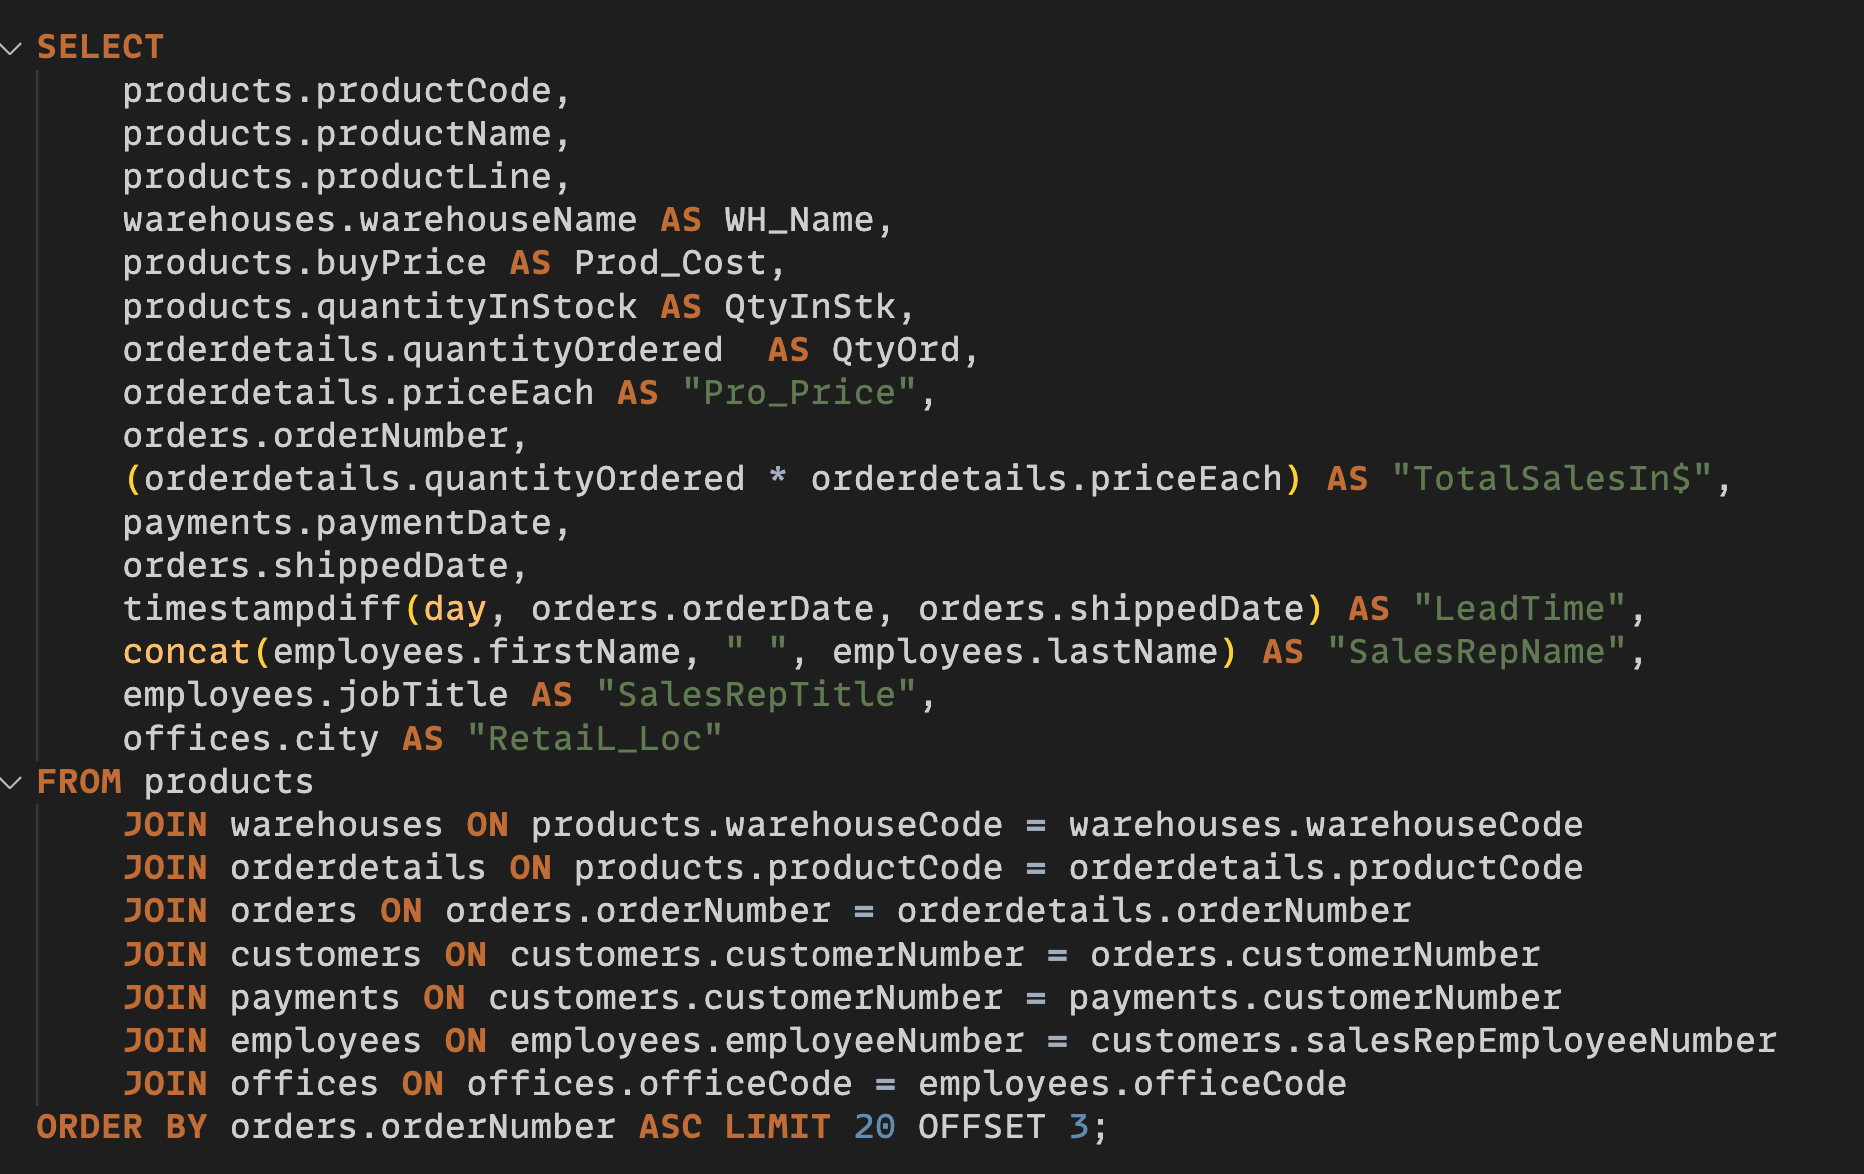 SELECT
products.productCode,
products.productName,
products.productLine,
warehouses.warehouseName AS WH_Name,
products.buyPrice AS Prod_Cost,
products.quantityInStock AS QtyInStk,
orderdetails.quantityOrdered  AS QtyOrd,
orderdetails.priceEach AS "Pro_Price",
orders.orderNumber,
(orderdetails.quantityOrdered * orderdetails.priceEach) AS "TotalSalesIn$",
payments.paymentDate,
orders.shippedDate,
timestampdiff(day, orders.orderDate, orders.shippedDate) AS "LeadTime",
concat(employees.firstName, " ", employees.lastName) AS "SalesRepName",
employees.jobTitle AS "SalesRepTitle",
offices.city AS "RetaiL_Loc"
FROM products
JOIN warehouses ON products.warehouseCode = warehouses.warehouseCode
JOIN orderdetails ON products.productCode = orderdetails.productCode
JOIN orders ON orders.orderNumber = orderdetails.orderNumber
JOIN customers ON customers.customerNumber = orders.customerNumber
JOIN payments ON customers.customerNumber = payments.customerNumber
JOIN employees ON employees.employeeNumber = customers.salesRepEmployeeNumber
JOIN offices ON offices.officeCode = employees.officeCode
ORDER BY orders.orderNumber ASC LIMIT 20 OFFSET 3;